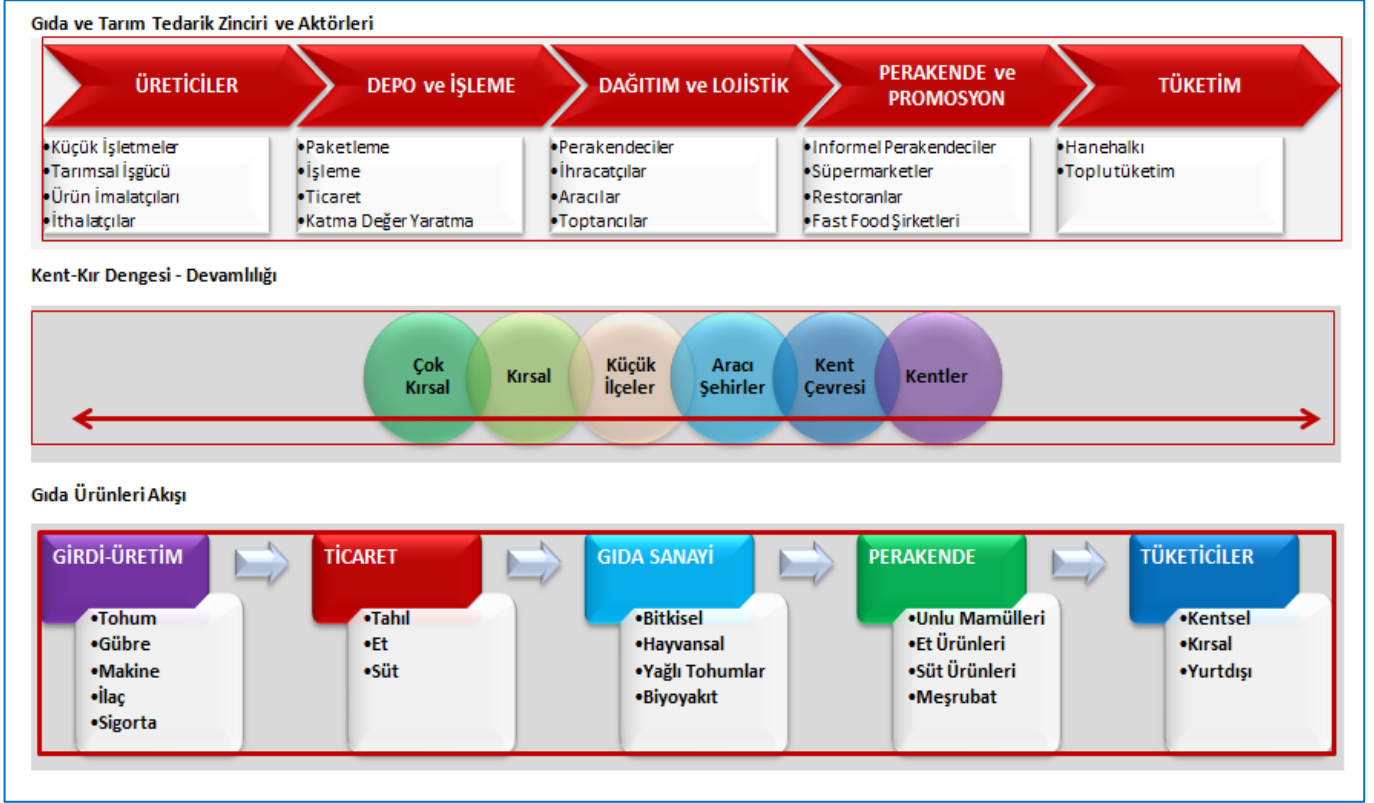 Gıda ve Tarım Tedarik Zinciri ve Aktörleri
ÜRETİCİLER
•Küçük İşletmeler
•Tarımsal İşgücü
•Ürün İmalatçıları
•İthalatçılar
DEPO ve İŞLEME
•Paketleme
•İşleme
•Ticaret
•Katma Değer Yaratma
DAĞITIM ve LOJİSTİK
•Perakendeciler
•İhracatçılar
•Aracılar
•Toptancılar
PERAKENDE ve
PROMOSYON
•Informel Perakendeciler
•Süpermarketler
•Restoranlar
•Fast Food Şirketleri
TÜKETİM
•Hanehalkı
•Toplu tüketim
Kent-Kır Dengesi - Devamlılığı
Çok
Kırsal
Kırsal
Küçük
İlçeler
Aracı
Şehirler
Kent
Çevresi
Kentler
Gıda Ürünleri Akışı
GİRDİ-ÜRETİM
•Tohum
•Gübre
•Makine
•İlaç
•Sigorta
TİCARET
•Tahıl
•Et
•Süt
GIDA SANAYİ
•Bitkisel
•Hayvansal
•Yağlı Tohumlar
•Biyoyakıt
PERAKENDE
•Unlu Mamülleri
•Et Ürünleri
•Süt Ürünleri
•Meşrubat
TÜKETİCİLER
•Kentsel
•Kırsal
•Yurtdışı